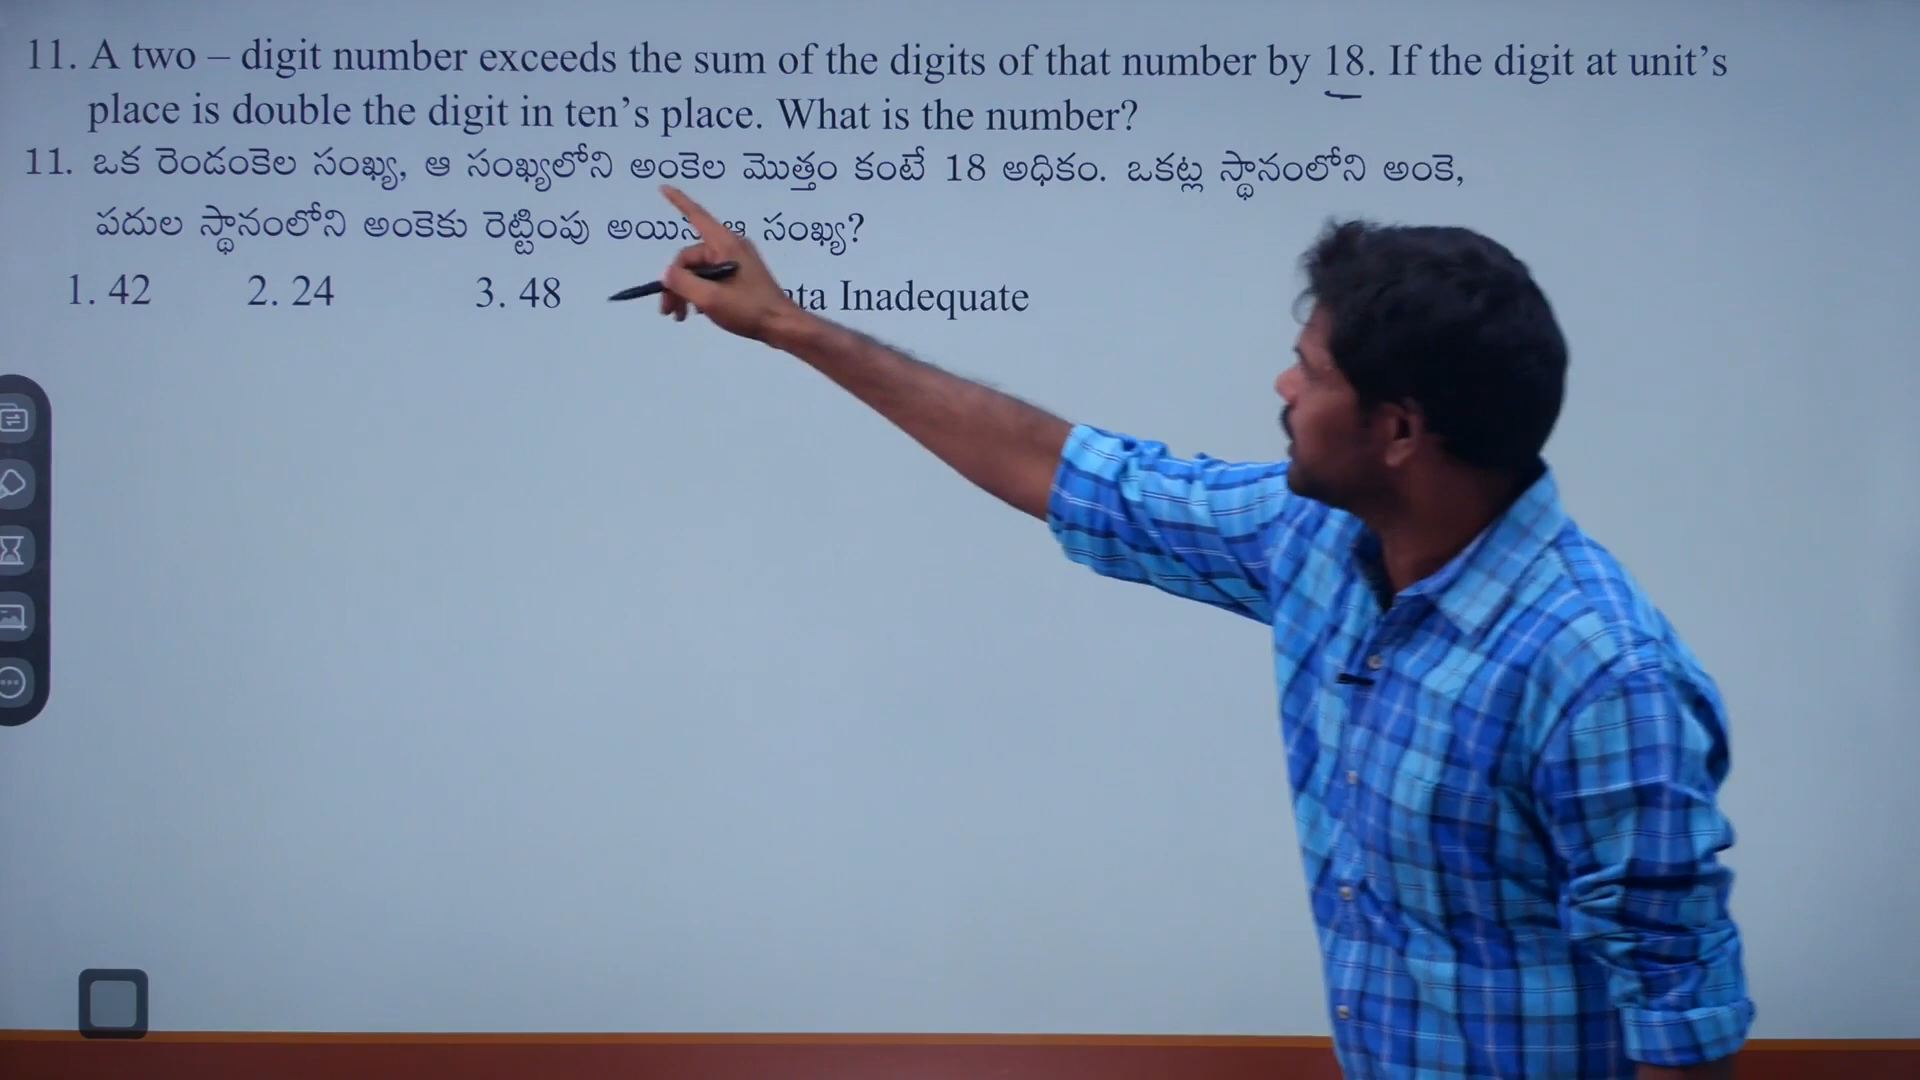 11. A two – digit number exceeds the sum of the digits of that number by 18. If the digit at unit’s
place is double the digit in ten’s place. What is the number?
11. ఒక రెండంకెల సంఖ్య, ఆ సంఖ్యలోని అంకెల మొత్తం కంటే 18 అధికం. ఒకట్ల స్థానంలోని అంకె,
పదుల స్థానంలోని అంకెకు రెట్టింపు అయిన ఆ సంఖ్య?
1. 42 2. 24 3. 48 Inadequate